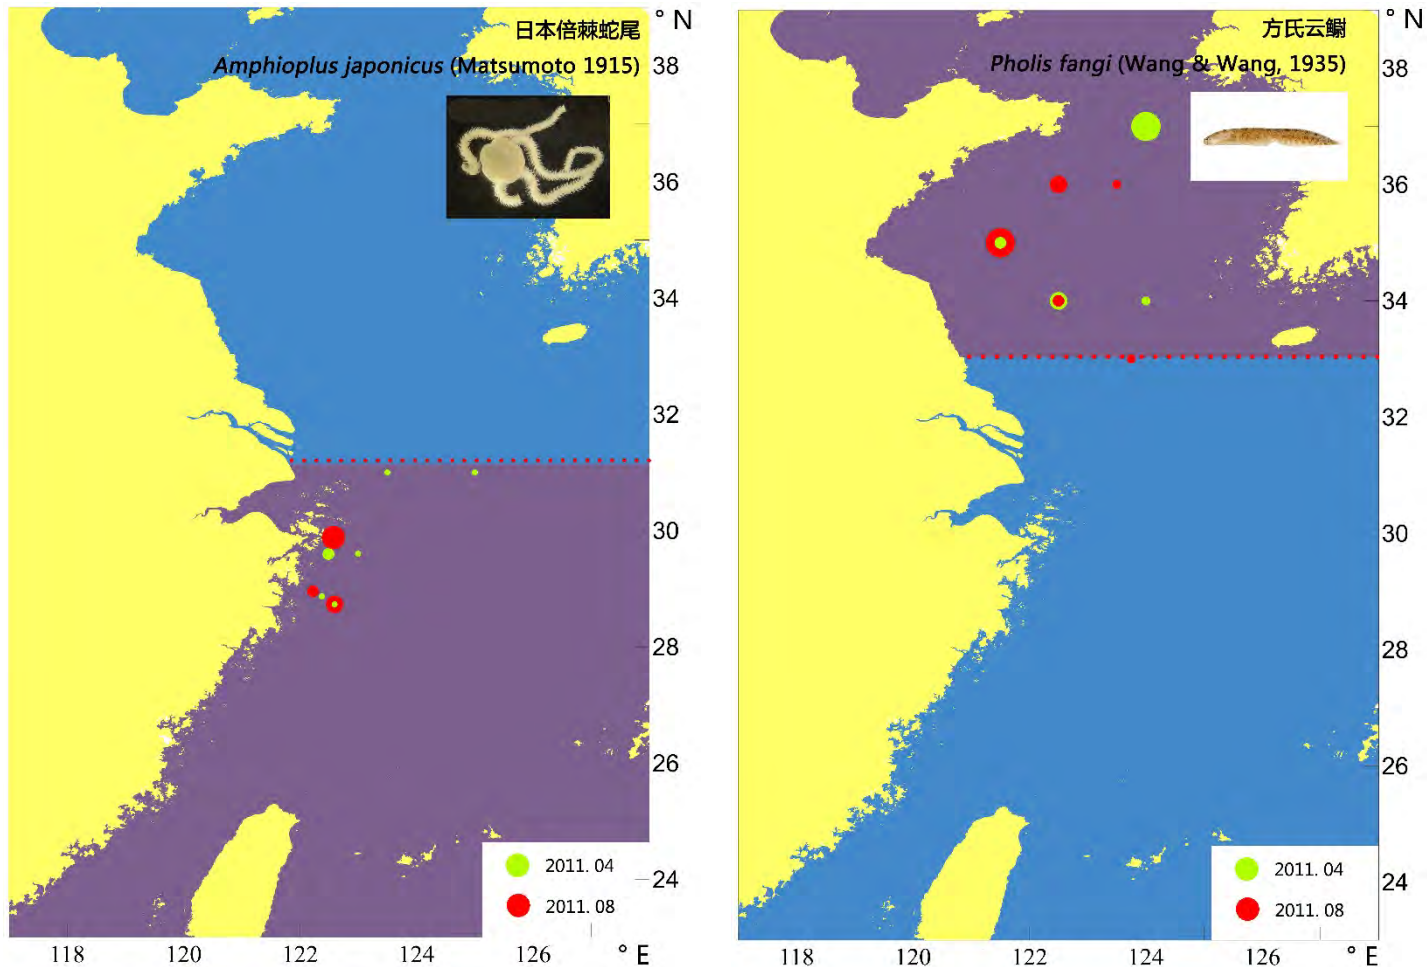 ° N
日本倍棘蛇尾
Amphioplus japonicus (Matsumoto 1915)
38
36
34
32
30
28
26
24
2011. 04
2011. 08
118 120 122 124 126 ° E
° N
方氏云鳚
Pholis fangi (Wang & Wang, 1935)
38
36
34
32
30
28
26
24
2011. 04
2011. 08
118 120 122 124 126 ° E